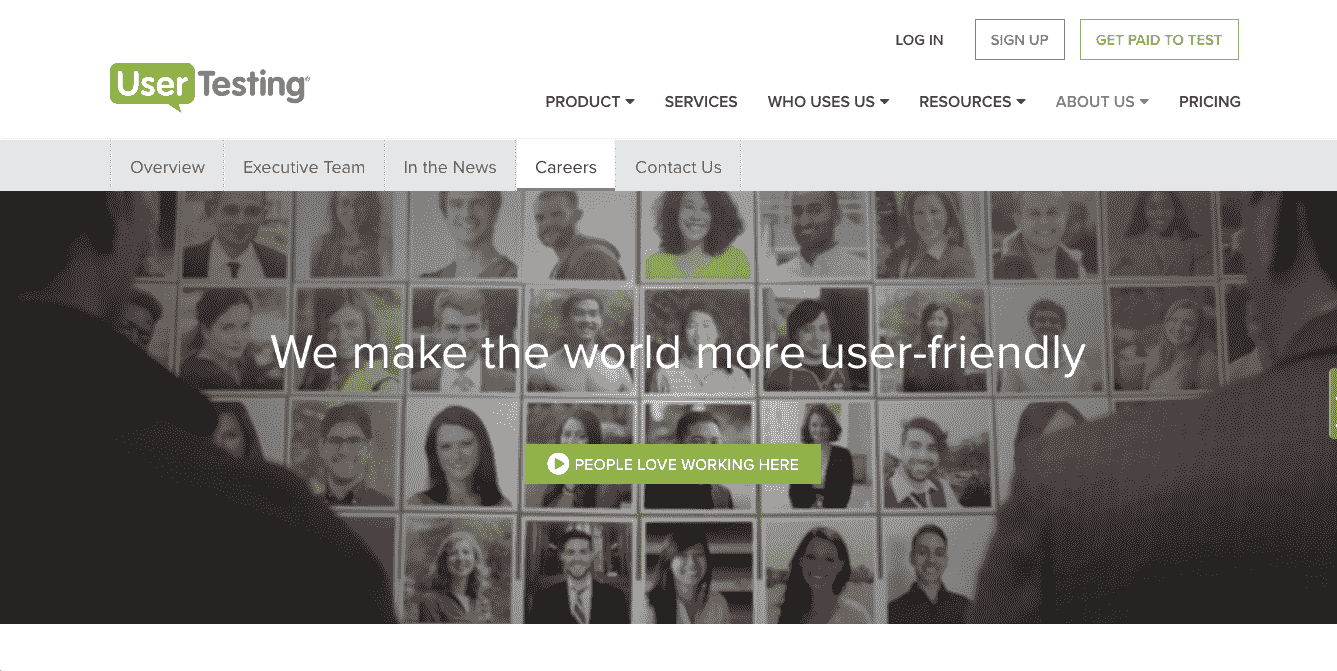 LOG IN
SIGN UP
GET PAID TO TEST
UserTesting®
PRODUCT
SERVICES
WHO USES US
RESOURCES
ABOUT US
PRICING
Overview
Executive Team
In the News
Careers
Contact Us
We make the world more user-friendly
PEOPLE LOVE WORKING HERE